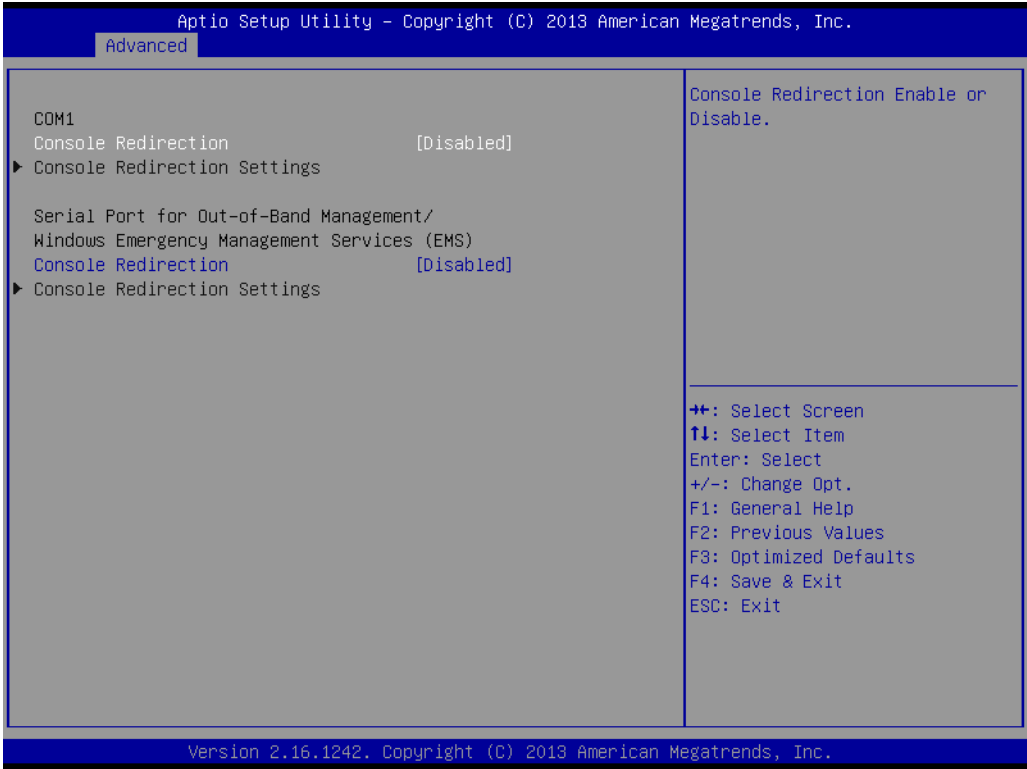 Aptio Setup Utility – Copyright (C) 2013 American Megatrends, Inc.
Advanced
COM1
Console Redirection [Disabled]
Console Redirection Settings
Serial Port for Out-of-Band Management/
Windows Emergency Management Services (EMS)
Console Redirection [Disabled]
Console Redirection Settings
Console Redirection Enable or
Disable.
→←: Select Screen
↑↓: Select Item
Enter: Select
+/-: Change Opt.
F1: General Help
F2: Previous Values
F3: Optimized Defaults
F4: Save & Exit
ESC: Exit
Version 2.16.1242. Copyright (C) 2013 American Megatrends, Inc.